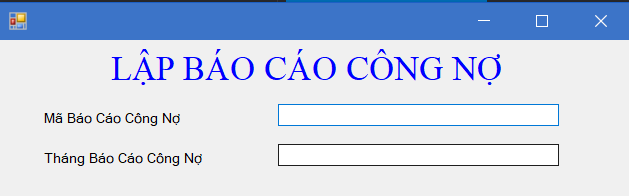 LẬP BÁO CÁO CÔNG NỢ
Mã Báo Cáo Công Nợ
Tháng Báo Cáo Công Nợ